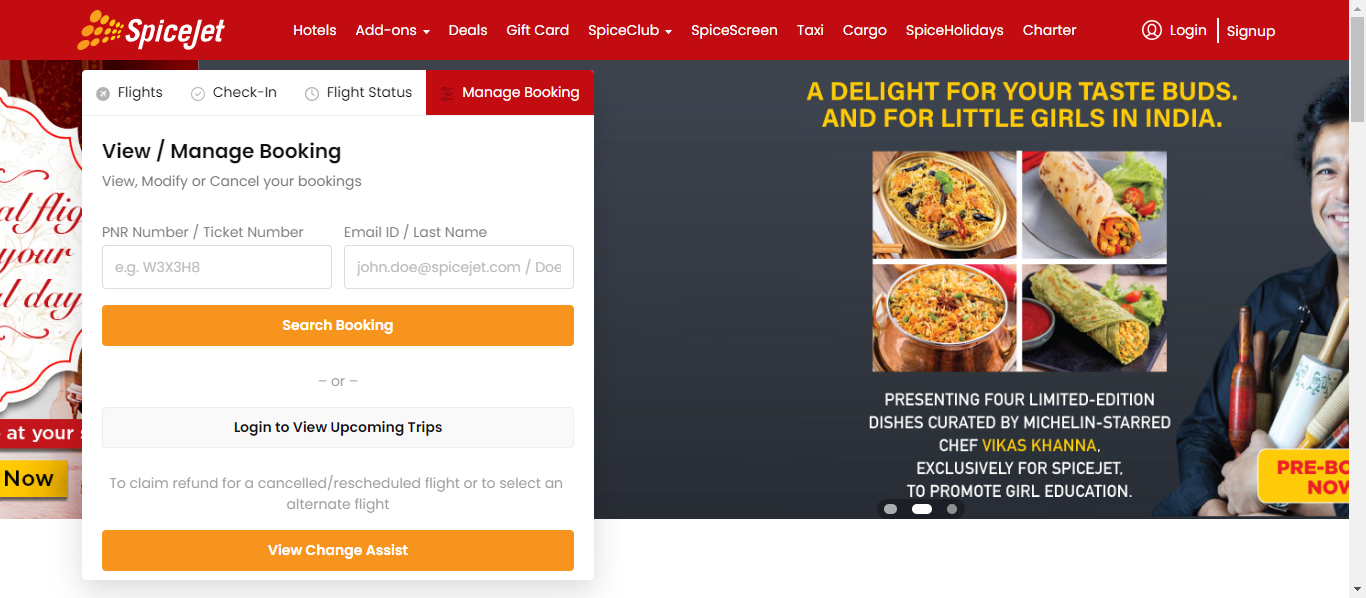 SpiceJet
Hotels Add-ons Deals Gift Card SpiceClub SpiceScreen Taxi Cargo SpiceHolidays Charter Login Signup
Flights Check-In Flight Status Manage Booking
View / Manage Booking
View, Modify or Cancel your bookings
PNR Number / Ticket Number Email ID / Last Name
e.g. W3X3H8 john.doe@spicejet.com / Doe
Search Booking
– or –
Login to View Upcoming Trips
To claim refund for a cancelled/rescheduled flight or to select an
alternate flight
View Change Assist
your
day
at your
Now
A DELIGHT FOR YOUR TASTE BUDS.
AND FOR LITTLE GIRLS IN INDIA.
PRESENTING FOUR LIMITED-EDITION
DISHES CURATED BY MICHELIN-STARRED
CHEF VIKAS KHANNA,
EXCLUSIVELY FOR SPICEJET,
TO PROMOTE GIRL EDUCATION.
PRE-BO
NOW